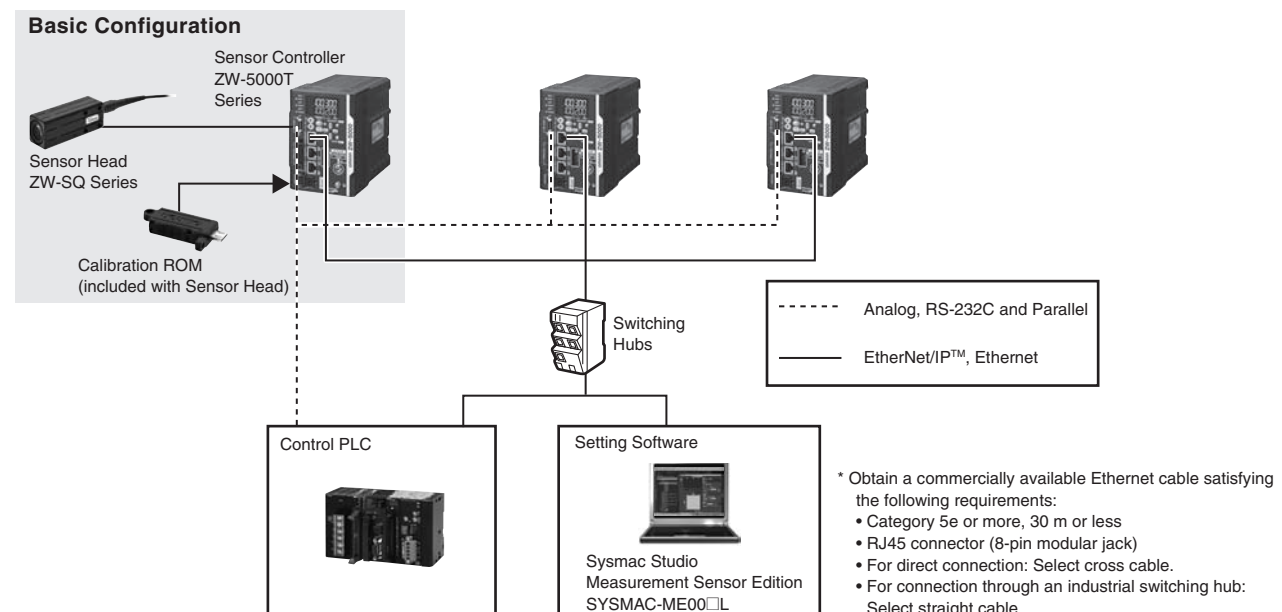 Basic Configuration
Sensor Controller
ZW-5000T
Series
Sensor Head
ZW-SQ Series
Calibration ROM
(included with Sensor Head)
Switching
Hubs
Analog, RS-232C and Parallel
EtherNet/IP™, Ethernet
Control PLC
Setting Software
Sysmac Studio
Measurement Sensor Edition
SYSMAC-ME00□L
* Obtain a commercially available Ethernet cable satisfying
the following requirements:
• Category 5e or more, 30 m or less
• RJ45 connector (8-pin modular jack)
• For direct connection: Select cross cable.
• For connection through an industrial switching hub:
Select straight cable